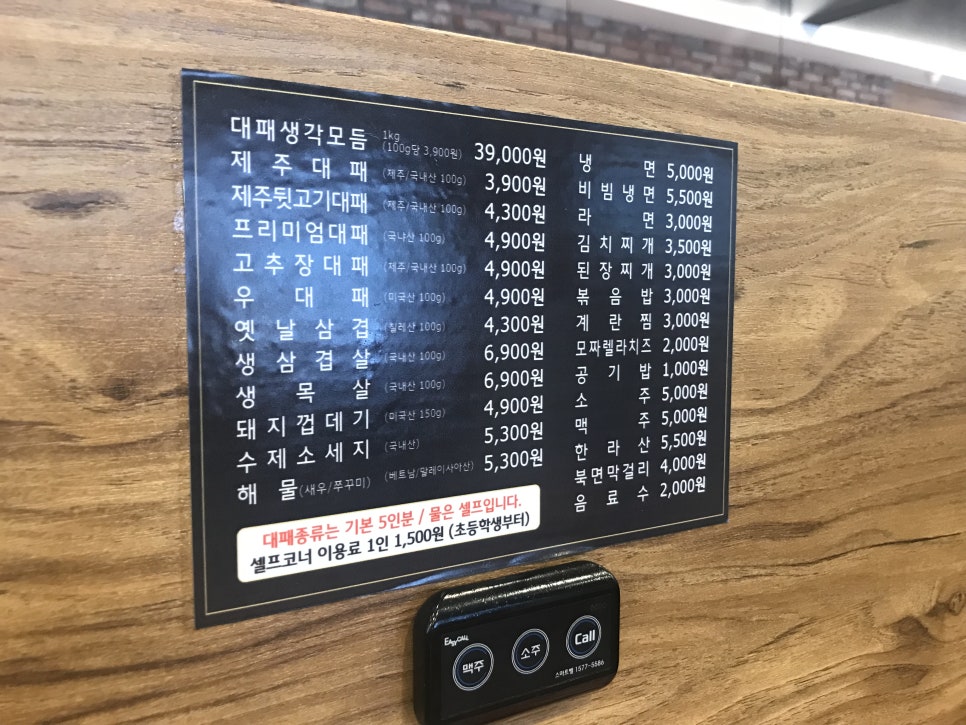 대패생각모듬 1kg (100g당 3,900원) 39,000원
제주대패 (제주/국내산 100g) 3,900원
제주뒷고기대패 (제주/국내산 100g) 4,300원
프리미엄대패 (국냐산 100g) 4,900원
고추장대패 (제주/국내산 100g) 4,900원
우대패 (미국산 100g) 4,900원
옛날삼겹 (칠레산 100g) 4,300원
생삼겹살 (국내산 100g) 6,900원
생목살 (국내산 100g) 6,900원
돼지껍데기 (미국산 150g) 4,900원
수제소세지 (국내산) 5,300원
해물(새우/쭈꾸미) (베트남/말레이시아산) 5,300원
냉면 5,000원
비빔냉면 5,500원
라면 3,000원
김치찌개 3,500원
된장찌개 3,000원
볶음밥 3,000원
계란찜 3,000원
모짜렐라치즈 2,000원
공기밥 1,000원
소주 5,000원
맥주 5,000원
한라산 5,500원
북면막걸리 4,000원
음료수 2,000원
대패종류는 기본 5인분 / 물은 셀프입니다.
셀프코너 이용료 1인 1,500원 (초등학생부터)
EasyCALL
맥주 소주 Call
스마트벨 1577-5586